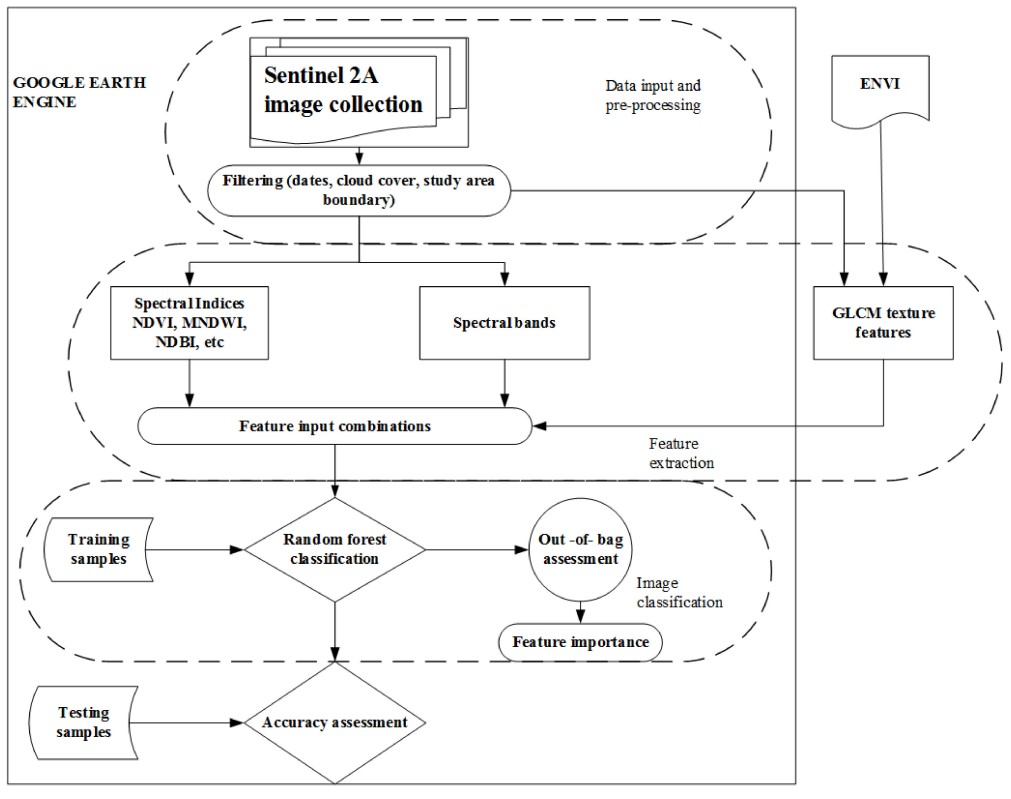 GOOGLE EARTH
ENGINE
Sentinel 2A
image collection
Data input and
pre-processing
ENVI
Filtering (dates, cloud cover, study area
boundary)
Spectral Indices
NDVI, MNDWI,
NDBI, etc
Spectral bands
GLCM texture
features
Feature input combinations
Feature
extraction
Training
samples
Random forest
classification
Out -of- bag
assessment
Image
classification
Feature importance
Testing
samples
Accuracy assessment